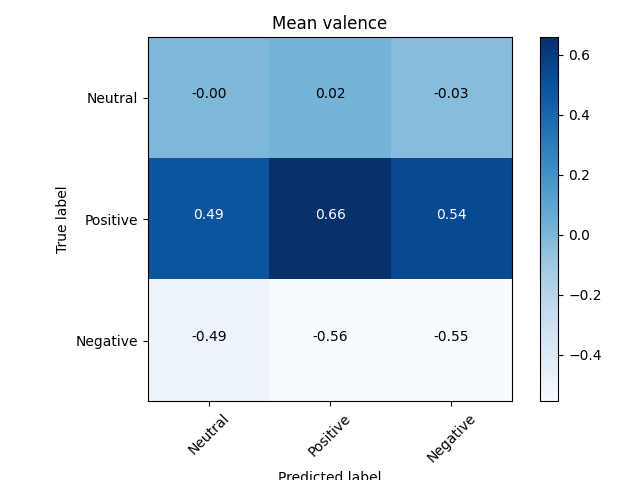 Mean valence
Neutral -0.00 0.02 -0.03
Positive 0.49 0.66 0.54
Negative -0.49 -0.56 -0.55
True label
Neutral Positive Negative
Predicted label
0.6
0.4
0.2
0.0
−0.2
−0.4